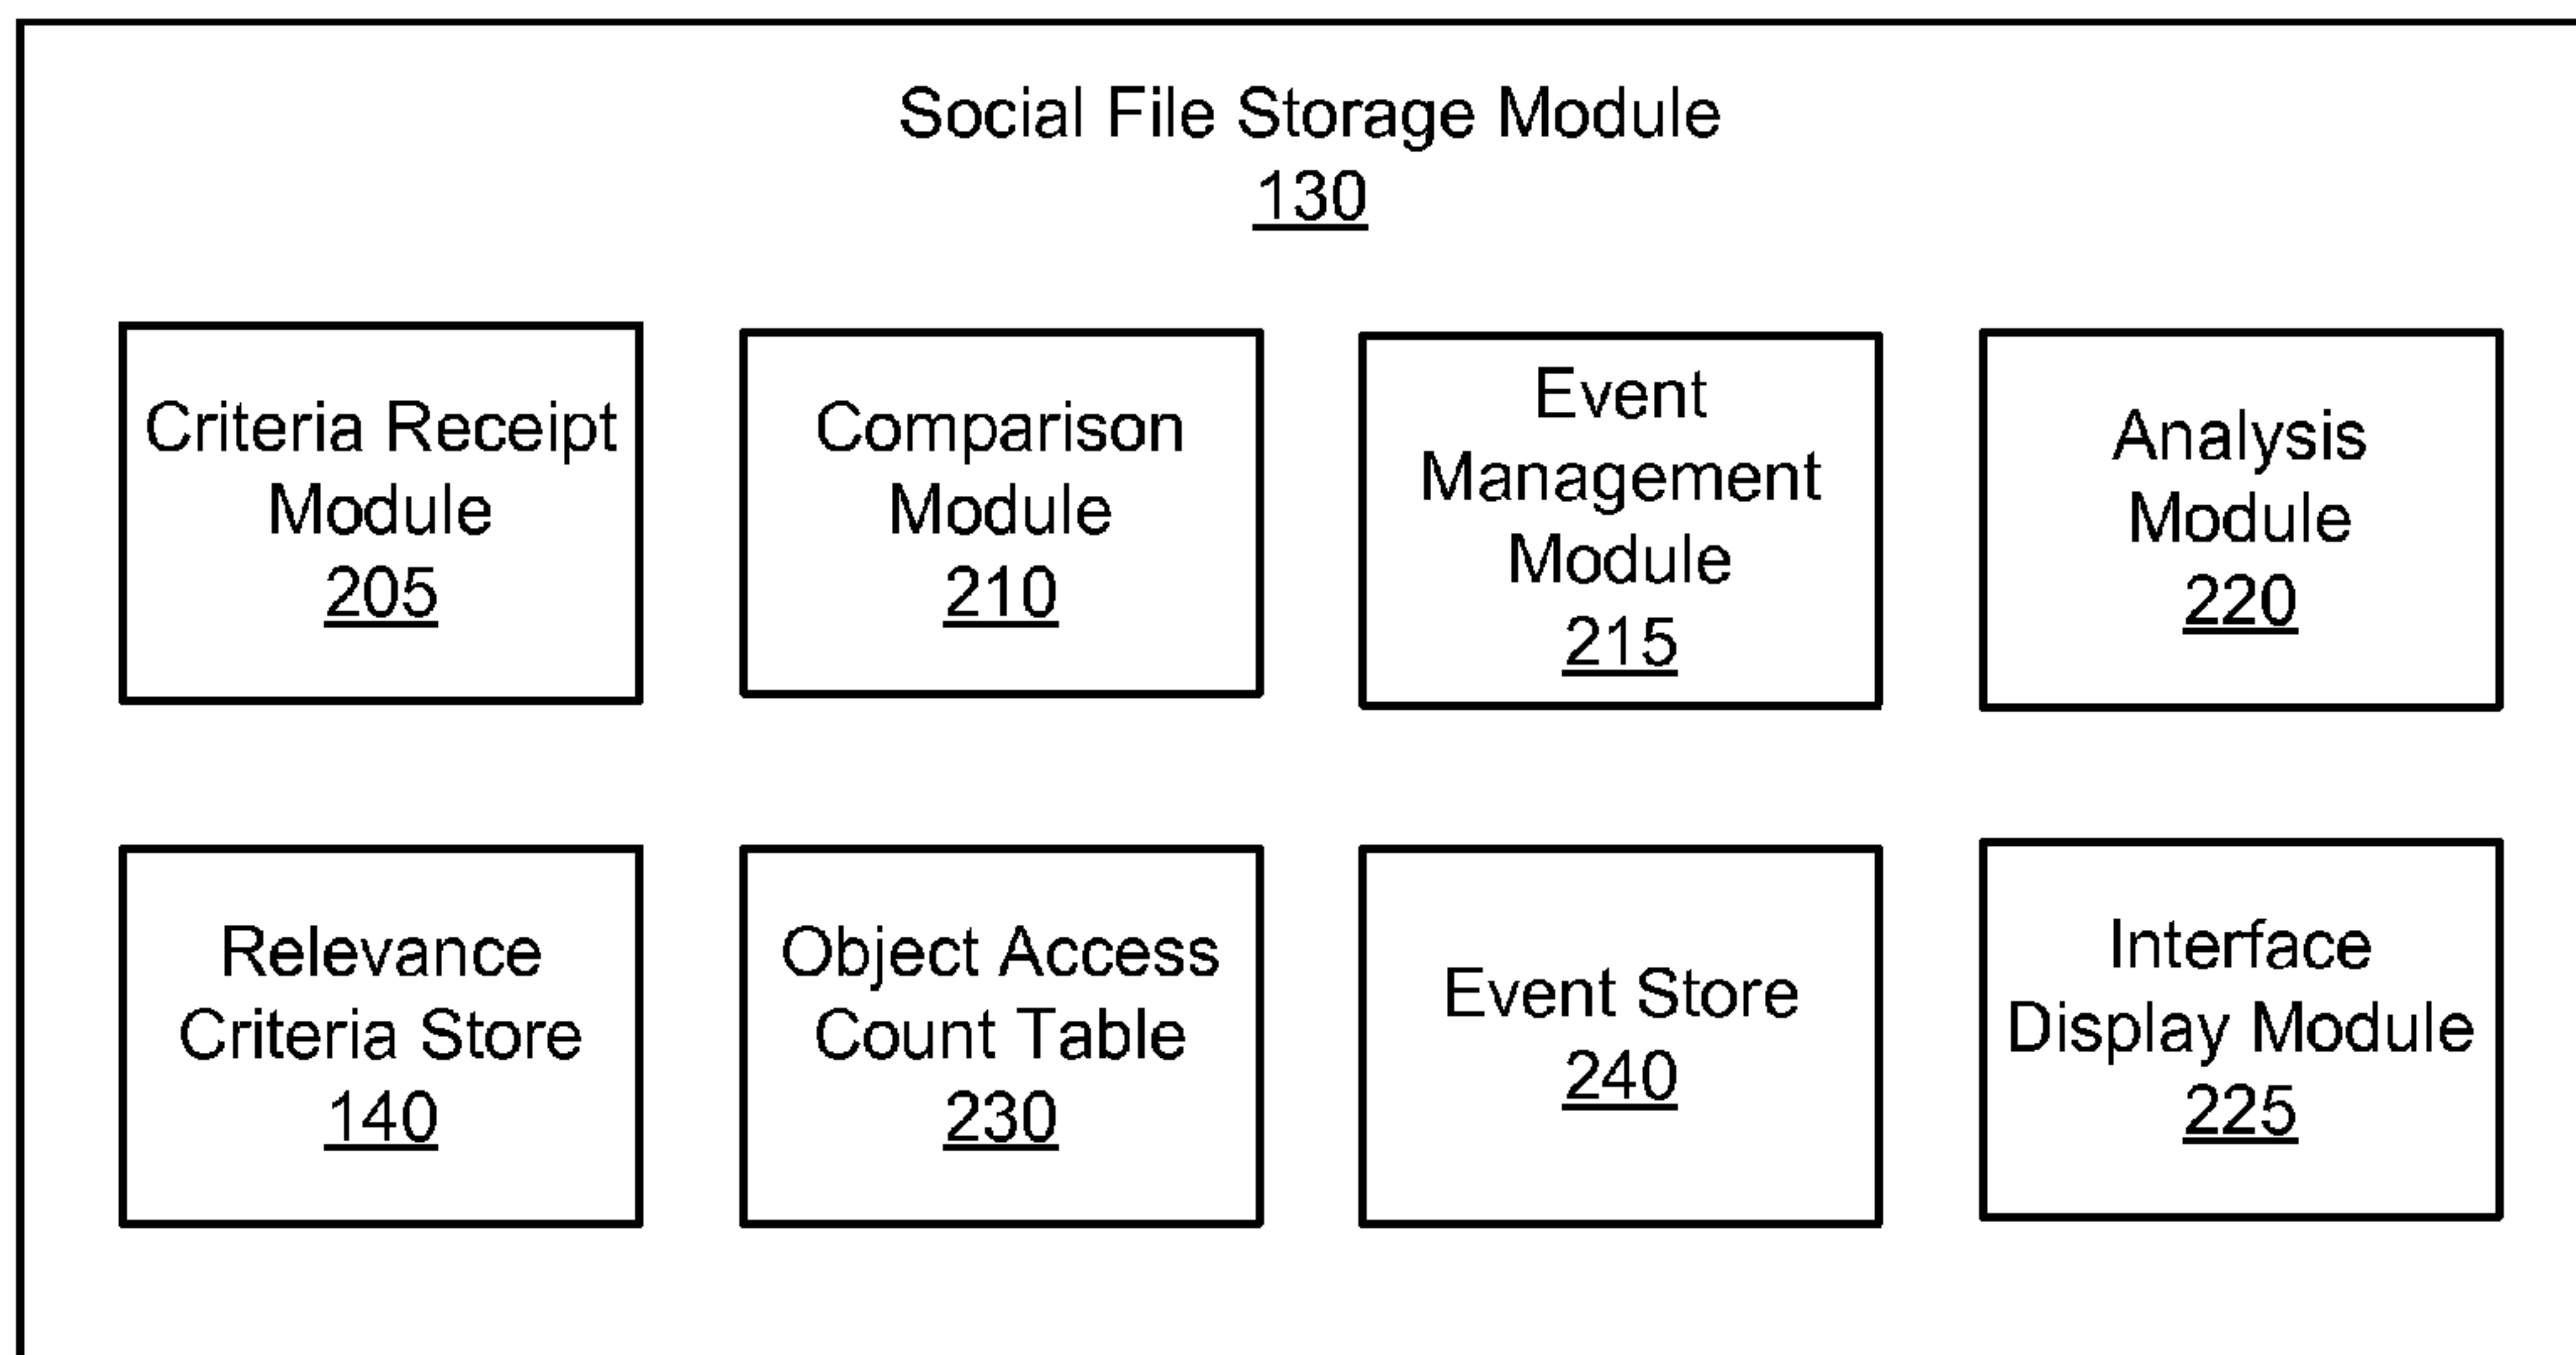 Social File Storage Module
130
Criteria Receipt
Module
205
Comparison
Module
210
Event
Management
Module
215
Analysis
Module
220
Relevance
Criteria Store
140
Object Access
Count Table
230
Event Store
240
Interface
Display Module
225